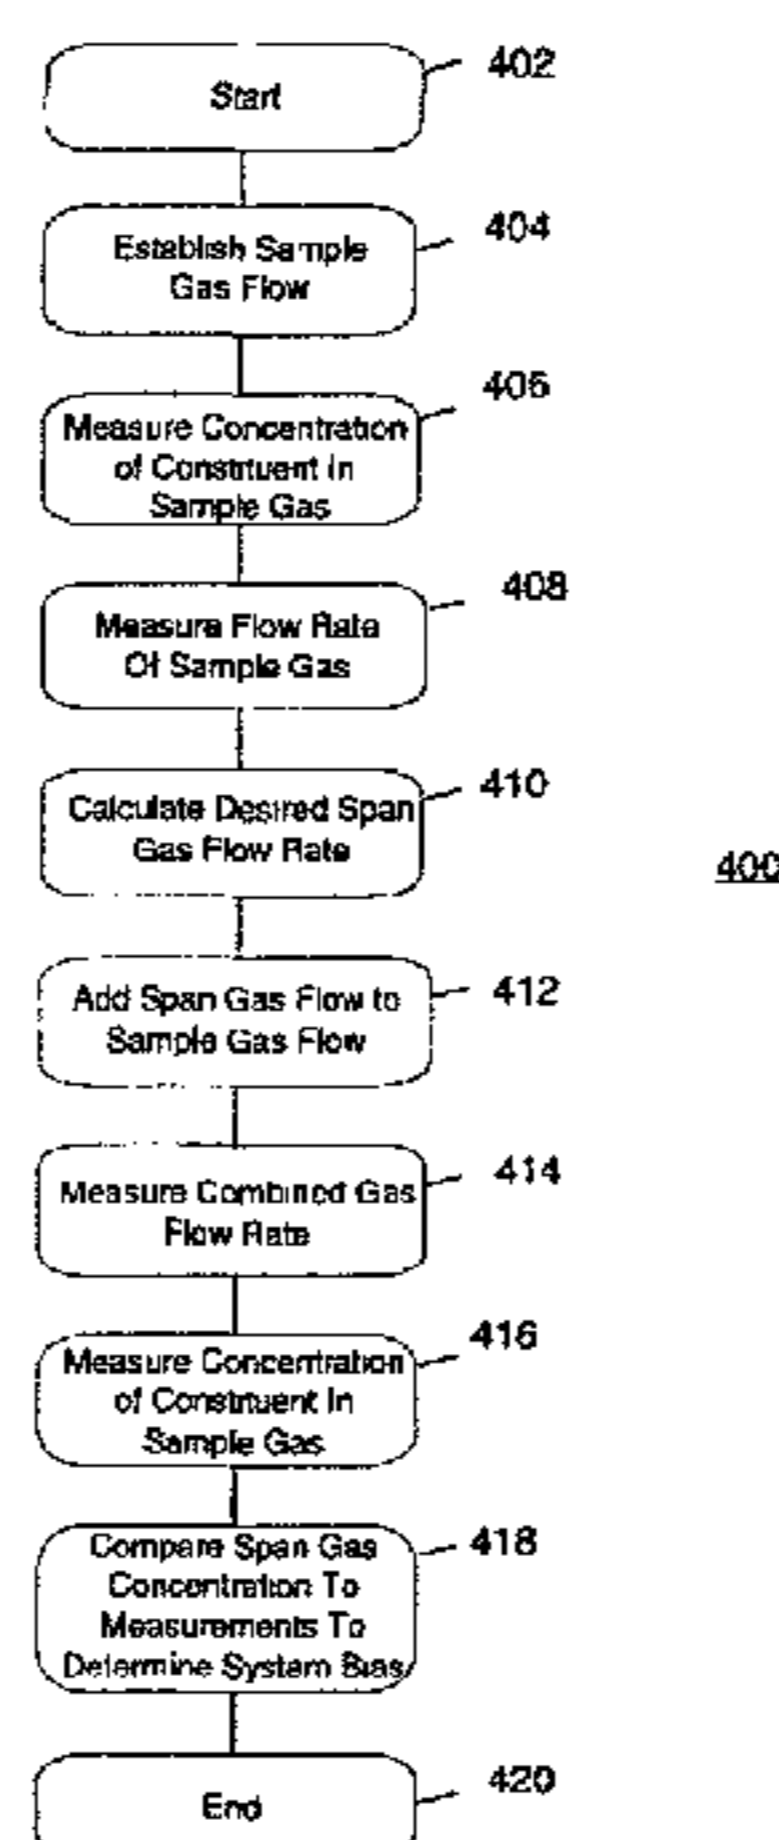 Start
402
Establish Sample
Gas Flow
404
Measure Concentration
of Constituent In
Sample Gas
406
Measure Flow Rate
Of Sample Gas
408
Calculate Desired Span
Gas Flow Rate
410
400
Add Span Gas Flow to
Sample Gas Flow
412
Measure Combined Gas
Flow Rate
414
Measure Concentration
of Constituent In
Sample Gas
416
Compare Span Gas
Concentration To
Measurements To
Determine System Bias
418
End
420